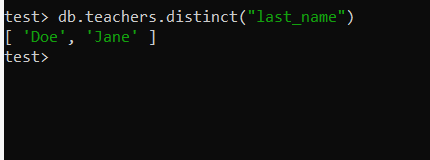 test> db.teachers.distinct("last_name")
[ 'Doe', 'Jane' ]
test>